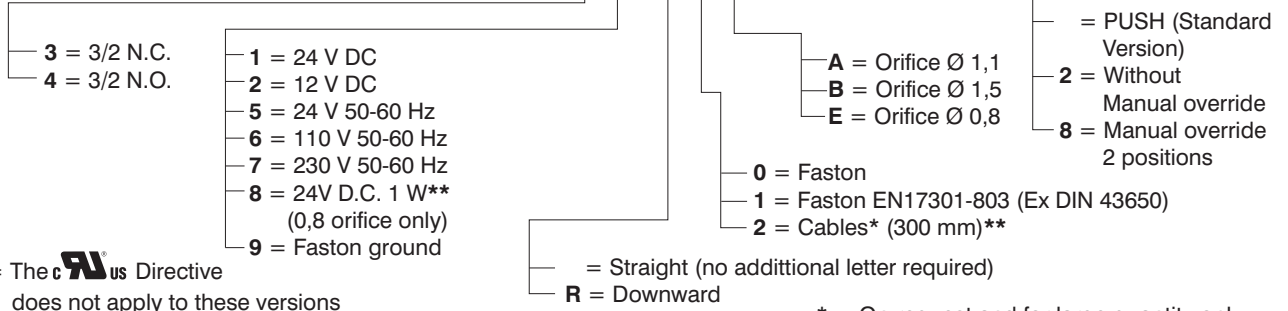 3 = 3/2 N.C.
4 = 3/2 N.O.
1 = 24 V DC
2 = 12 V DC
5 = 24 V 50-60 Hz
6 = 110 V 50-60 Hz
7 = 230 V 50-60 Hz
8 = 24V D.C. 1 W**
(0,8 orifice only)
9 = Faston ground
= The c RU® us Directive
does not apply to these versions
= Straight (no addittional letter required)
R = Downward
0 = Faston
1 = Faston EN17301-803 (Ex DIN 43650)
2 = Cables* (300 mm)**
A = Orifice Ø 1,1
B = Orifice Ø 1,5
E = Orifice Ø 0,8
= PUSH (Standard
Version)
2 = Without
Manual override
8 = Manual override
2 positions